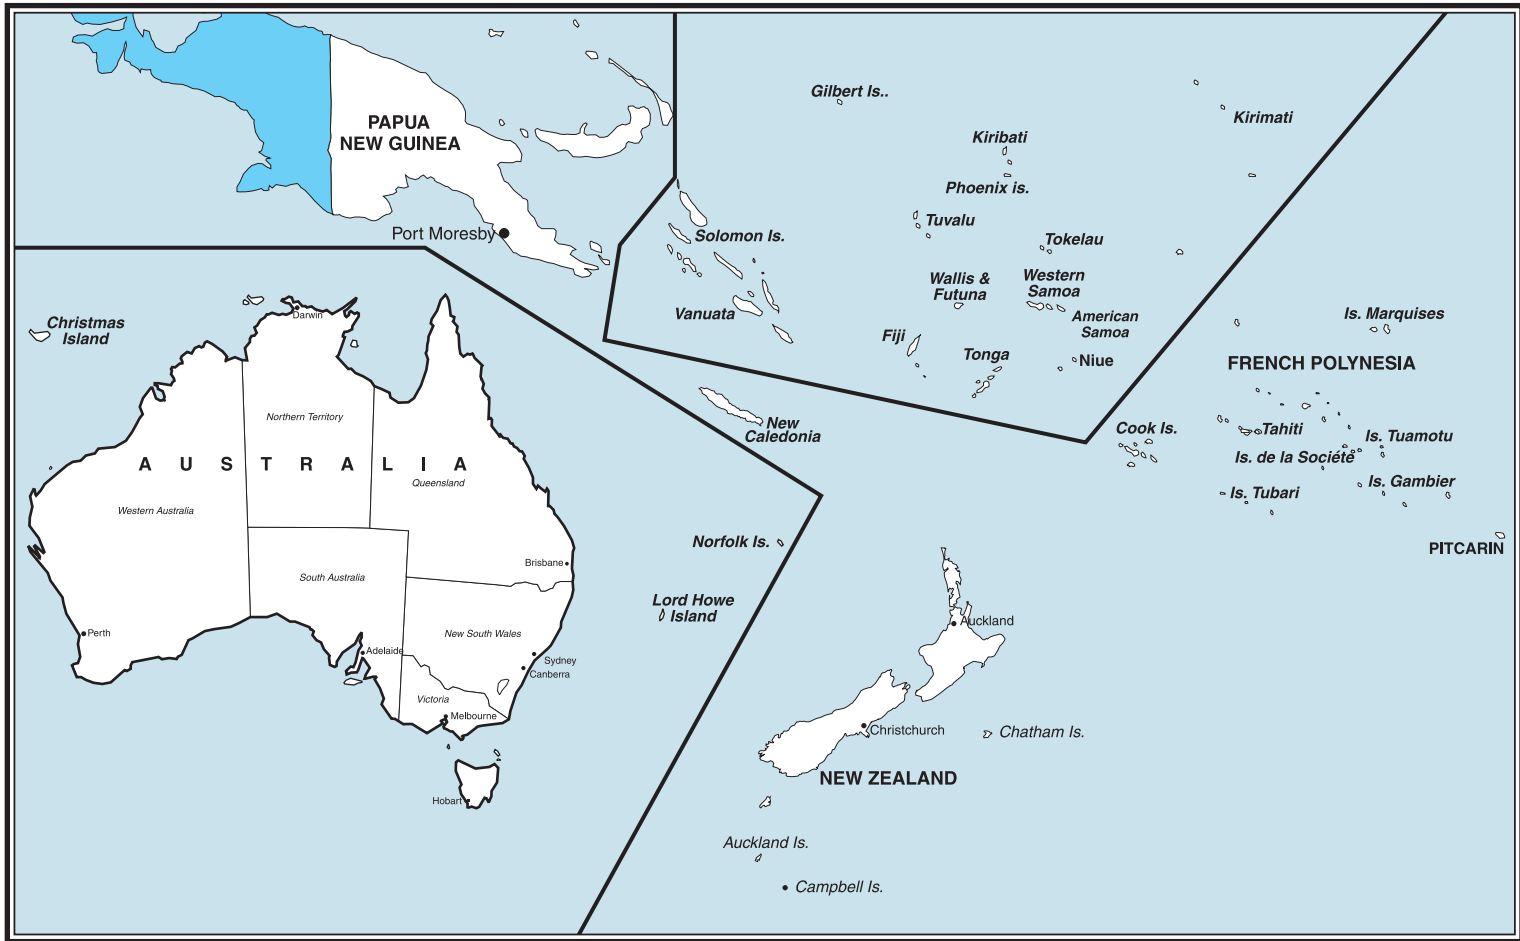 Gilbert Is..
Kirimati
PAPUA
NEW GUINEA
Kiribati
Phoenix is.
Tuvalu
Port Moresby
Solomon Is.
Tokelau
Wallis &
Futuna
Western
Samoa
Vanuata
American
Samoa
Is. Marquises
Christmas
Island
Darwin
Fiji
Tonga
Niue
FRENCH POLYNESIA
Northern Territory
New
Caledonia
Cook Is.
Tahiti
Is. Tuamotu
Is. de la Société
A U S T R A L I A
Queensland
Is. Gambier
Is. Tubari
Western Australia
Norfolk Is.
PITCARIN
Brisbane
South Australia
Lord Howe
Island
Auckland
Perth
New South Wales
Adelaide
Sydney
Canberra
Victoria
Melbourne
Christchurch
Chatham Is.
NEW ZEALAND
Hobart
Auckland Is.
Campbell Is.